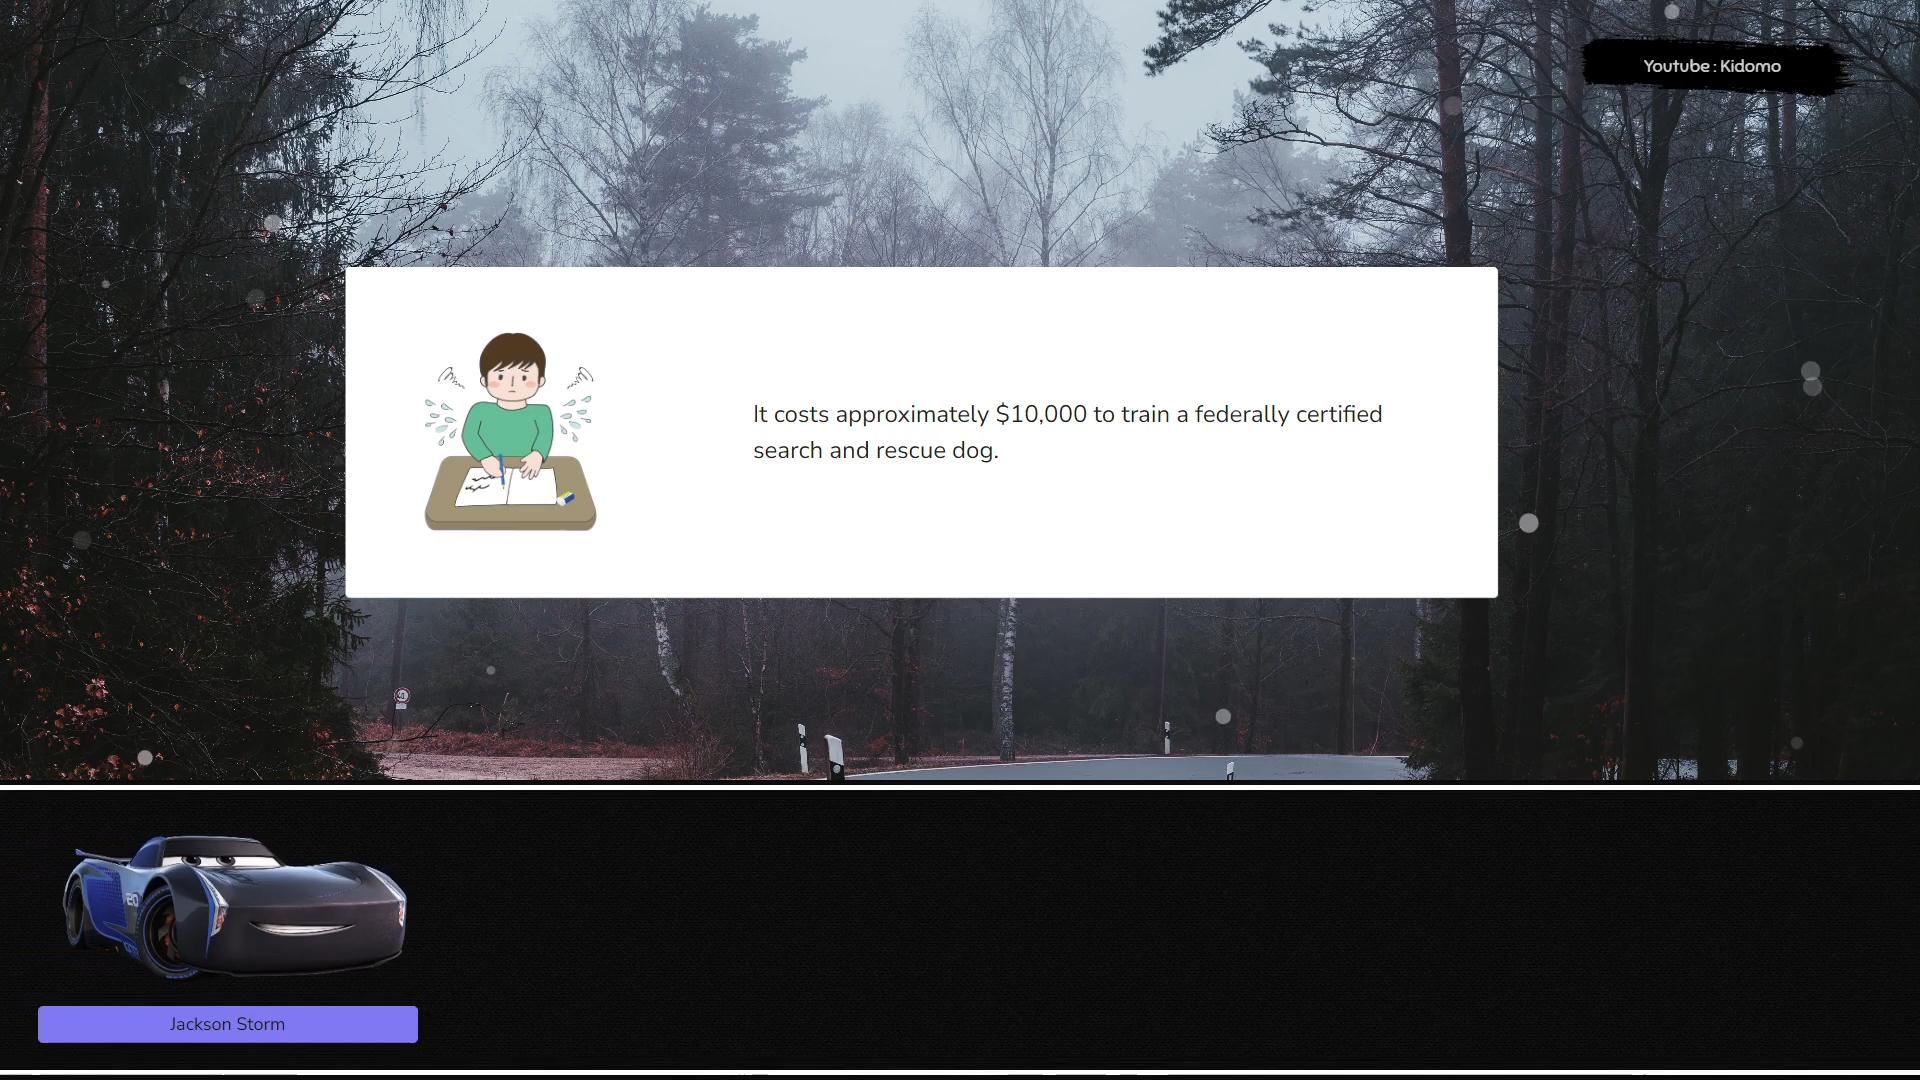 Youtube : Kidomo
It costs approximately $10,000 to train a federally certified
search and rescue dog.
Jackson Storm